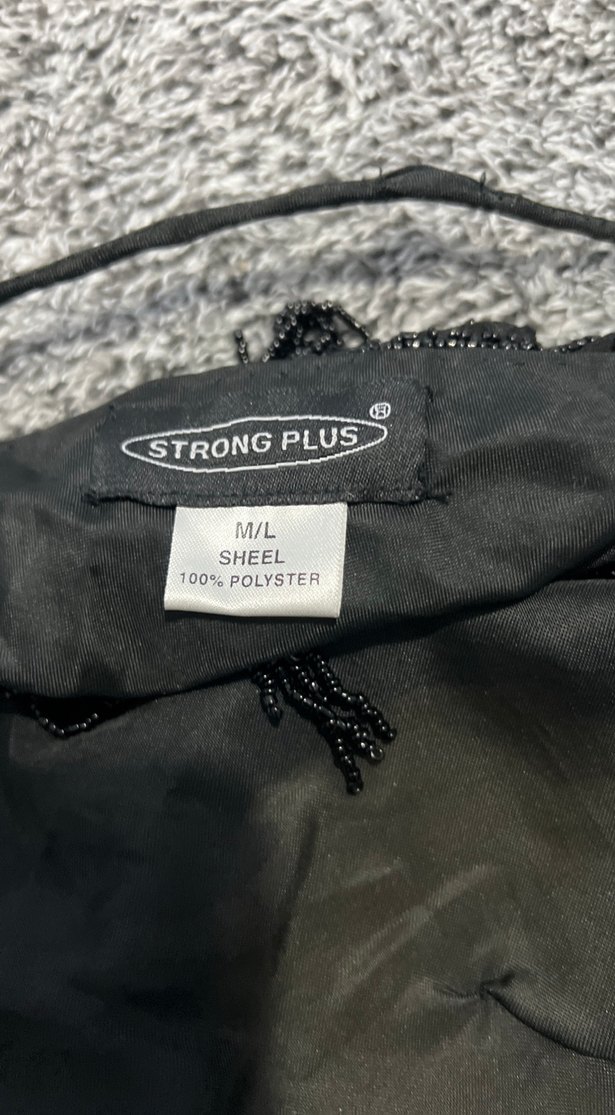 STRONG PLUS
M/L
SHEEL
100% POLYSTER